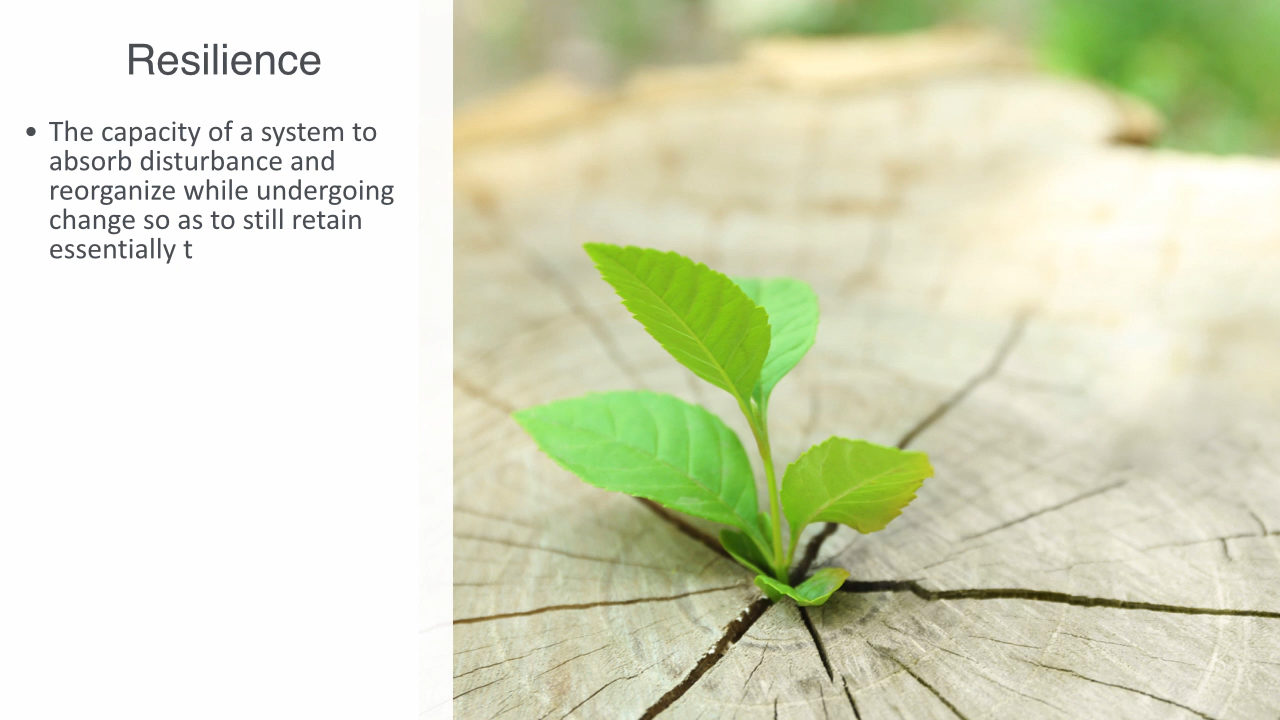 Resilience
• The capacity of a system to
absorb disturbance and
reorganize while undergoing
change so as to still retain
essentially t